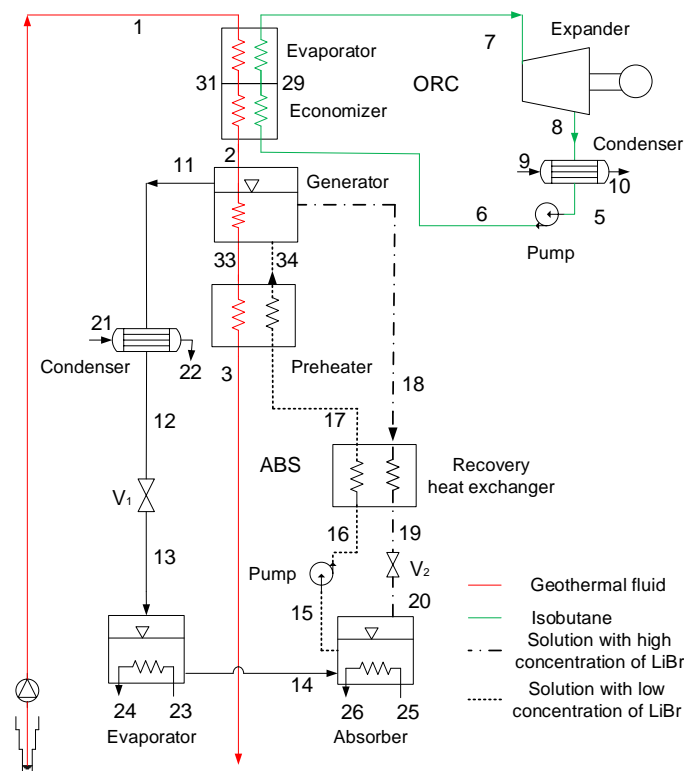 1
7
Expander
Evaporator
31
29
ORC
Economizer
8
Condenser
2
9
10
11
Generator
6
5
Pump
33
34
21
Condenser
22
3
Preheater
18
12
17
ABS
Recovery
heat exchanger
V1
16
19
13
Pump
V2
15
20
Geothermal fluid
Isobutane
Solution with high
concentration of LiBr
14
Solution with low
concentration of LiBr
24
23
26
25
Evaporator
Absorber